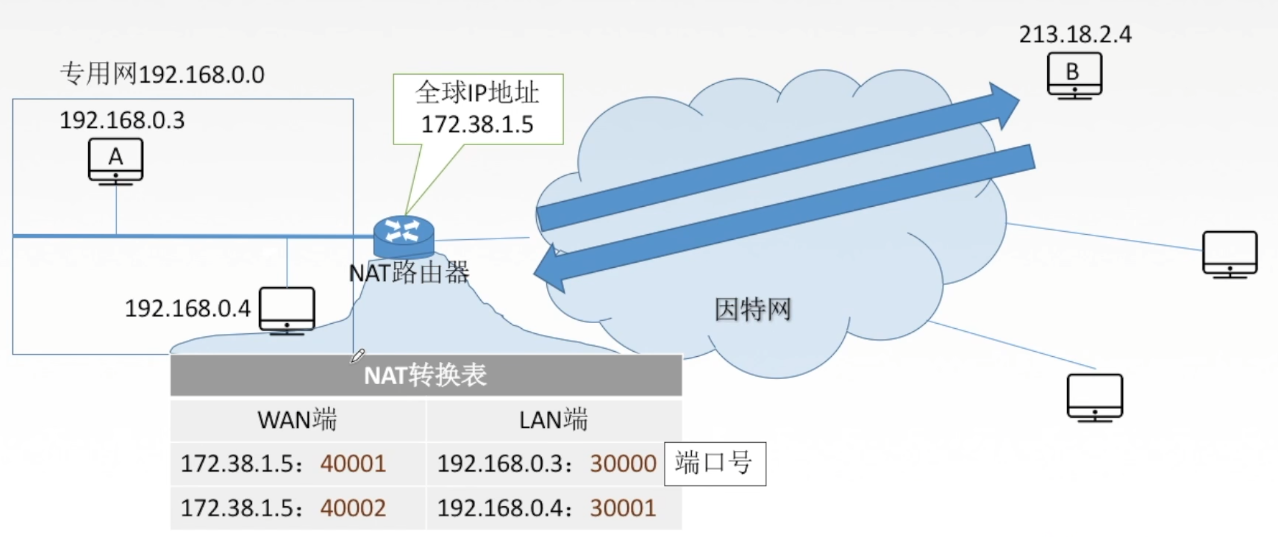 213.18.2.4
B
专用网192.168.0.0
全球IP地址
172.38.1.5
192.168.0.3
A
NAT路由器
192.168.0.4
因特网
NAT转换表
WAN端 LAN端
172.38.1.5：40001 192.168.0.3：30000 端口号
172.38.1.5：40002 192.168.0.4：30001